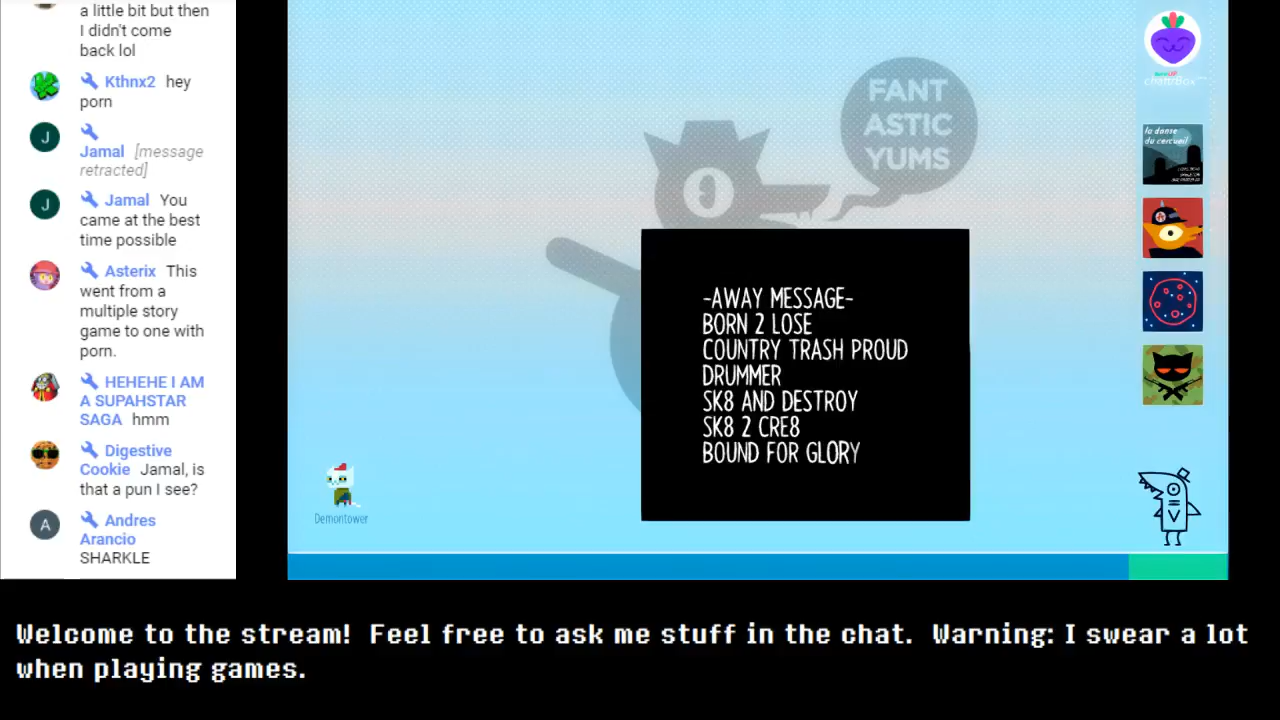 a little bit but then
I didn't come
back lol
Kthnx2 hey
porn
Jamal [message
retracted]
J
Jamal You
came at the best
time possible
J
Asterix This
went from a
multiple story
game to one with
porn.
HEHEHE I AM
A SUPAHSTAR
SAGA hmm
Digestive
Cookie Jamal, is
that a pun I see?
Andres
Arancio
SHARKLE
A
FANT
ASTIC
YUMS
-AWAY MESSAGE-
BORN 2 LOSE
COUNTRY TRASH PROUD
DRUMMER
SK8 AND DESTROY
SK8 2 CRE8
BOUND FOR GLORY
Demontower
chattrBox
la danse
du cercueil
Welcome to the stream! Feel free to ask me stuff in the chat. Warning: I swear a lot
when playing games.